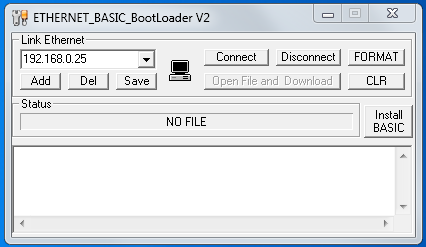 ETHERNET_BASIC_BootLoader V2
Link Ethernet
192.168.0.25
Connect Disconnect FORMAT
Add Del Save Open File and Download CLR
Status
NO FILE
Install
BASIC